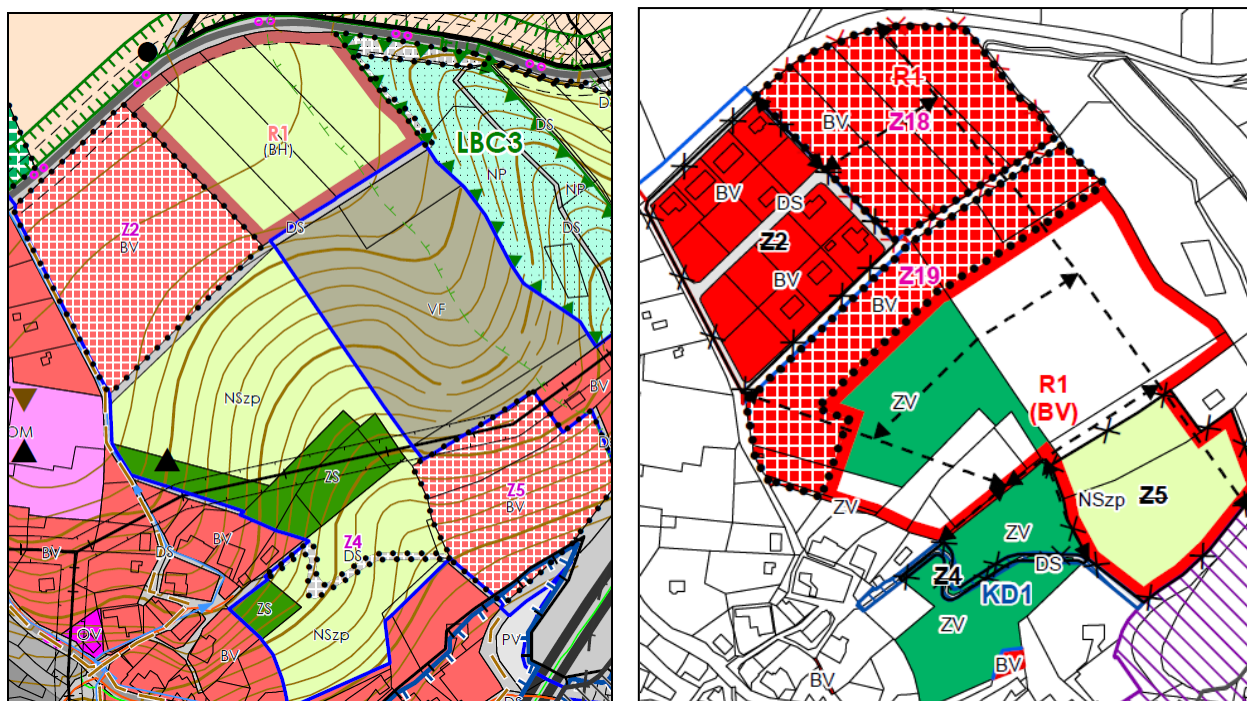 R1
(BH)
LBC3
DS
D
NP
NP
DS
DS
Z2
BV
VF
NSzp
BV
OM
ZS
Z5
BV
D
Z4
DS
BV
BV
DS
ZS
NSzp
OV
BV
PV
DS
R1
BV
Z18
BV
DS
Z2
BV
Z19
BV
ZV
R1
(BV)
NSzp
Z5
ZV
ZV
Z4
DS
KD1
ZV
BV
BV